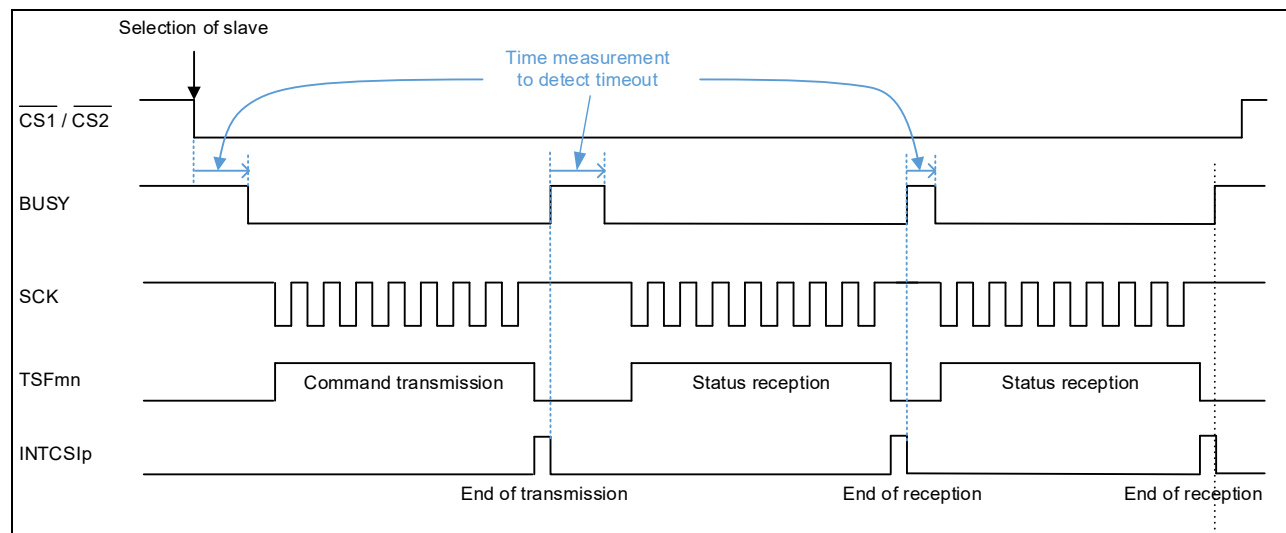 Selection of slave
Time measurement
to detect timeout
CS1 / CS2
BUSY
SCK
TSFmn
Command transmission
Status reception
Status reception
INTCSIp
End of transmission
End of reception
End of reception